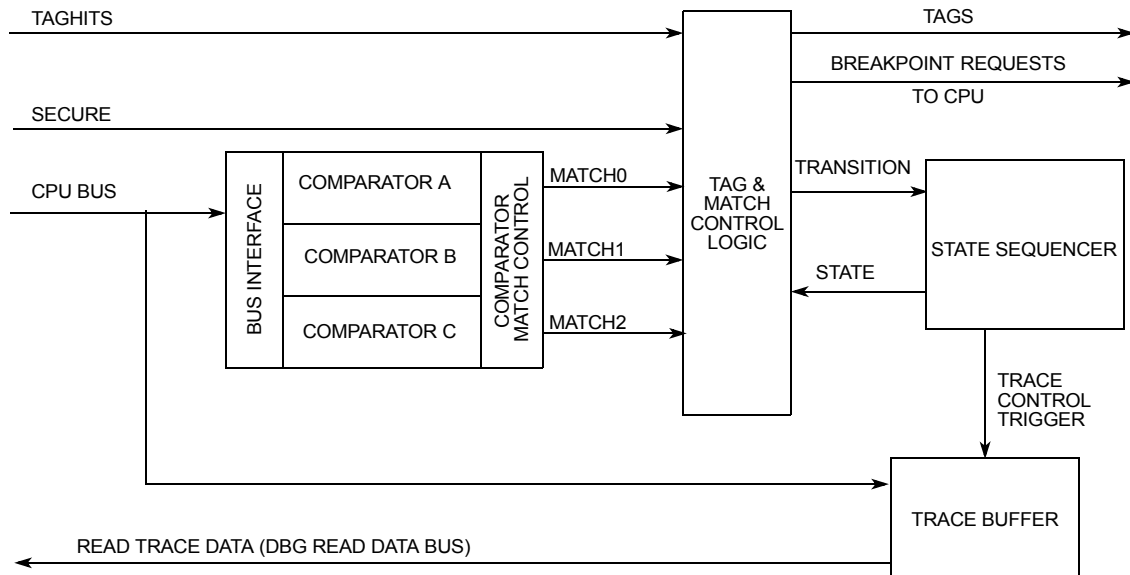 TAGHITS
TAGS
BREAKPOINT REQUESTS
TO CPU
SECURE
CPU BUS
BUS INTERFACE
COMPARATOR A
COMPARATOR B
COMPARATOR C
COMPARATOR
MATCH CONTROL
MATCH0
MATCH1
MATCH2
TAG &
MATCH
CONTROL
LOGIC
TRANSITION
STATE
STATE SEQUENCER
TRACE
CONTROL
TRIGGER
TRACE BUFFER
READ TRACE DATA (DBG READ DATA BUS)